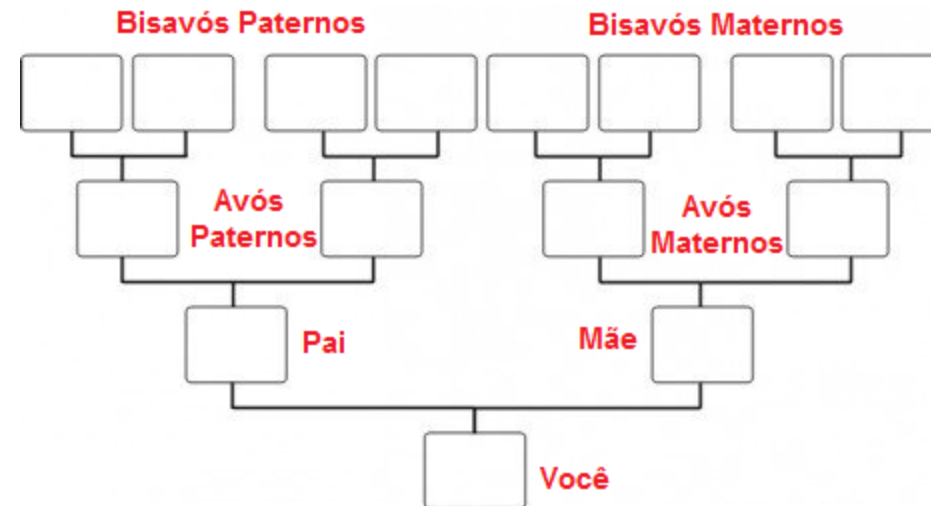 Bisavós Paternos
Bisavós Maternos
Avós
Paternos
Avós
Maternos
Pai
Mãe
Você